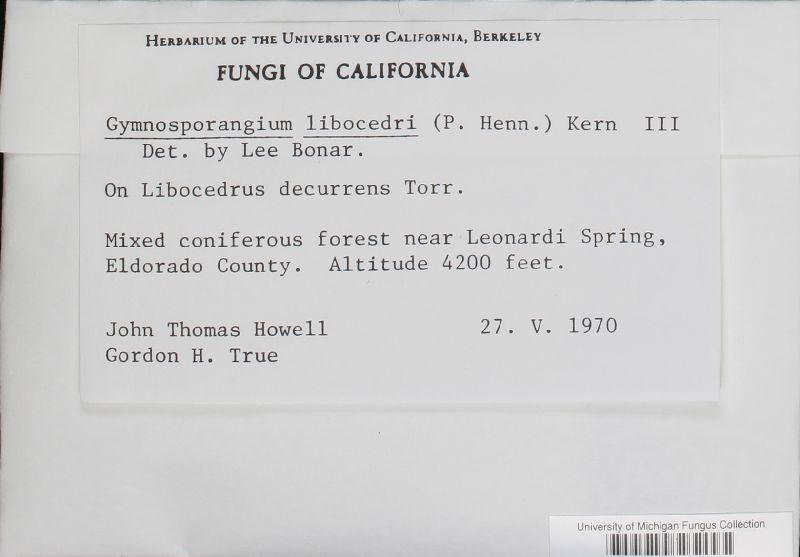 Herbarium of the University of California, Berkeley
FUNGI OF CALIFORNIA
Gymnosporangium libocedri (P. Henn.) Kern III
Det. by Lee Bonar.
On Libocedrus decurrens Torr.
Mixed coniferous forest near Leonardi Spring,
Eldorado County. Altitude 4200 feet.
John Thomas Howell 27. V. 1970
Gordon H. True
University of Michigan Fungus Collection